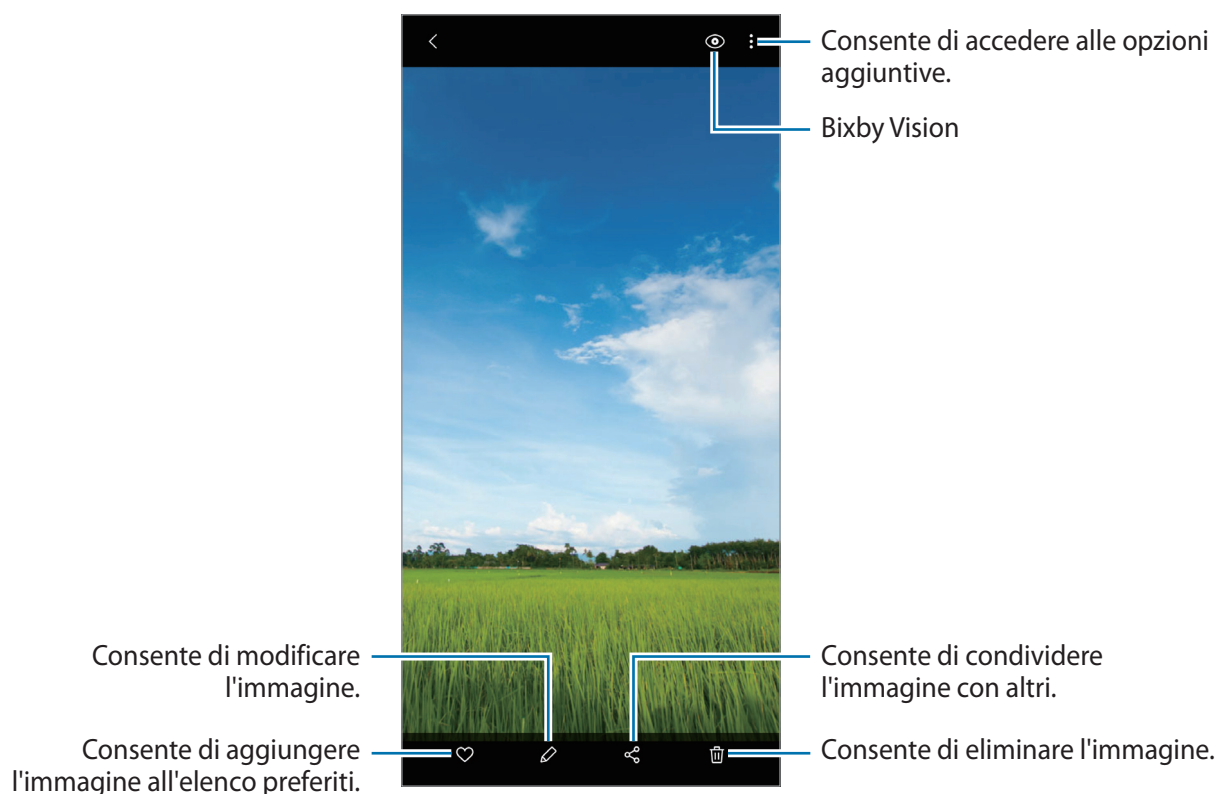 Consente di accedere alle opzioni
aggiuntive.
Bixby Vision
Consente di modificare
l'immagine.
Consente di condividere
l'immagine con altri.
Consente di aggiungere
l'immagine all'elenco preferiti.
Consente di eliminare l'immagine.